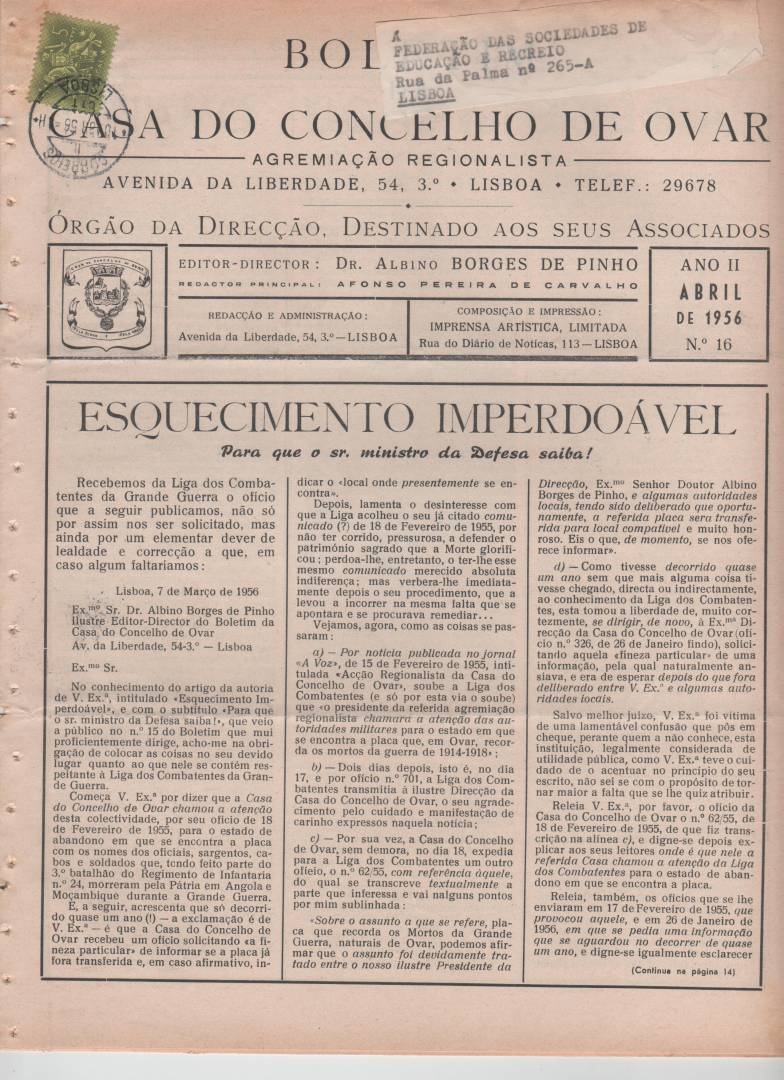 BOL
À
FEDERAÇÃO DAS SOCIEDADES DE
EDUCAÇÃO E RECREIO
Rua da Palma nº 265-A
LISBOA
CASA DO CONCELHO DE OVAR
AGREMIAÇÃO REGIONALISTA
AVENIDA DA LIBERDADE, 54, 3.º • LISBOA • TELEF.: 29678
ÓRGÃO DA DIRECÇÃO, DESTINADO AOS SEUS ASSOCIADOS
EDITOR-DIRECTOR: DR. ALBINO BORGES DE PINHO
REDACTOR PRINCIPAL: AFONSO PEREIRA DE CARVALHO
REDACÇÃO E ADMINISTRAÇÃO:
Avenida da Liberdade, 54, 3.º — LISBOA
COMPOSIÇÃO E IMPRESSÃO:
IMPRENSA ARTÍSTICA, LIMITADA
Rua do Diário de Notícas, 113 — LISBOA
ANO II
ABRIL
DE 1956
N.º 16
ESQUECIMENTO IMPERDOÁVEL
Para que o sr. ministro da Defesa saiba!
Recebemos da Liga dos Comba-
tentes da Grande Guerra o ofício
que a seguir publicamos, não só
por assim nos ser solicitado, mas
ainda por um elementar dever de
lealdade e correcção a que, em
caso algum faltaríamos:
Lisboa, 7 de Março de 1956
Ex.mo Sr. Dr. Albino Borges de Pinho
Ilustre Editor-Director do Boletim da
Casa do Concelho de Ovar
Av. da Liberdade, 54-3.º — Lisboa
Ex.mo Sr.
No conhecimento do artigo da autoria
de V. Ex.ª, intitulado «Esquecimento Im-
perdoável», e com o subtítulo «Para que
o sr. ministro da Defesa saiba!», que veio
a público no n.º 15 do Boletim que mui
proficientemente dirige, acho-me na obri-
gação de colocar as coisas no seu devido
lugar quanto ao que nele se contém res-
peitante à Liga dos Combatentes da Gran-
de Guerra.
Começa V. Ex.ª por dizer que a Casa
do Concelho de Ovar chamou a atenção
desta colectividade, por seu ofício de 18
de Fevereiro de 1955, para o estado de
abandono em que se encontra a placa
com os nomes dos oficiais, sargentos, ca-
bos e soldados que, tendo feito parte do
3.º batalhão do Regimento de Infantaria
n.º 24, morreram pela Pátria em Angola e
Moçambique durante a Grande Guerra.
E, a seguir, acrescenta que só decorri-
do quase um ano (!) — a exclamação é de
V. Ex.ª — é que a Casa do Concelho de
Ovar recebeu um ofício solicitando «a fi-
neza particular» de informar se a placa já
fora transferida e, em caso afirmativo, in-
dicar o «local onde presentemente se en-
contra».
Depois, lamenta o desinteresse com
que a Liga acolheu o seu já citado comu-
nicado (?) de 18 de Fevereiro de 1955, por
não ter corrido, pressurosa, a defender o
património sagrado que a Morte glorifi-
cou; perdoa-lhe, entretanto, o ter-lhe esse
mesmo comunicado merecido absoluta
indiferença; mas verbera-lhe imediata-
mente depois o seu procedimento, que a
levou a incorrer na mesma falta que se
apontara e se procurava remediar...
Vejamos, agora, como as coisas se pas-
saram:
a) — Por notícia publicada no jornal
«A Voz», de 15 de Fevereiro de 1955, inti-
tulada «Acção Regionalista da Casa do
Concelho de Ovar», soube a Liga dos
Combatentes (e só por esta via o soube)
que «o presidente da referida agremiação
regionalista chamara a atenção das au-
toridades militares para o estado em que
se encontra a placa que, em Ovar, recor-
da os mortos da guerra de 1914-1918»;
b) — Dois dias depois, isto é, no dia
17, e por ofício n.º 701, a Liga dos Com-
batentes transmitia à ilustre Direcção da
Casa do Concelho de Ovar, o seu agrade-
cimento pelo cuidado e manifestação de
carinho expressos naquela notícia;
c) — Por sua vez, a Casa do Concelho
de Ovar, sem demora, no dia 18, expedia
para a Liga dos Combatentes um outro
ofício, o n.º 62/55, com referência àquele,
do qual se transcreve textualmente a
parte que interessa e vai nalguns pontos
por mim sublinhada:
«Sobre o assunto a que se refere, pla-
ca que recorda os Mortos da Grande
Guerra, naturais de Ovar, podemos afir-
mar que o assunto foi devidamente tra-
tado entre o nosso ilustre Presidente da
Direcção, Ex.mo Senhor Doutor Albino
Borges de Pinho, e algumas autoridades
locais, tendo sido deliberado que oportu-
namente, a referida placa seria transfe-
rida para local compatível e muito hon-
roso. Eis o que, de momento, se nos ofe-
rece informar».
d) — Como tivesse decorrido quase
um ano sem que mais alguma coisa ti-
vesse chegado, directa ou indirectamente,
ao conhecimento da Liga dos Combaten-
tes, esta tomou a liberdade de, muito cor-
tezmente, se dirigir, de novo, à Ex.ma Di-
recção da Casa do Concelho de Ovar (ofí-
cio n.º 326, de 26 de Janeiro findo), soli-
citando aquela «fineza particular» de uma
informação, pela qual naturalmente an-
siava, e era de esperar depois do que fora
deliberado entre V. Ex.ª e algumas auto-
ridades locais.
Salvo melhor juízo, V. Ex.ª foi vítima
de uma lamentável confusão que pôs em
cheque, perante quem a não conhece, esta
instituição, legalmente considerada de
utilidade pública, como V. Ex.ª teve o cui-
dado de o acentuar no princípio do seu
escrito, não sei se com o propósito de tor-
nar maior a falta que se lhe quiz atribuir.
Releia V. Ex.ª, por favor, o ofício da
Casa do Concelho de Ovar o n.º 62/55, de
18 de Fevereiro de 1955, de que fiz trans-
crição na alínea c), e digne-se depois ex-
plicar aos seus leitores onde é que nele a
referida Casa chamou a atenção da Liga
dos Combatentes para o estado de aban-
dono em que se encontra a placa.
Releia, também, os ofícios que se lhe
enviaram em 17 de Fevereiro de 1955, que
provocou aquele, e em 26 de Janeiro de
1956, em que se pedia uma informação
que se aguardou no decorrer de quase
um ano, e digne-se igualmente esclarecer
(Continua na página 14)